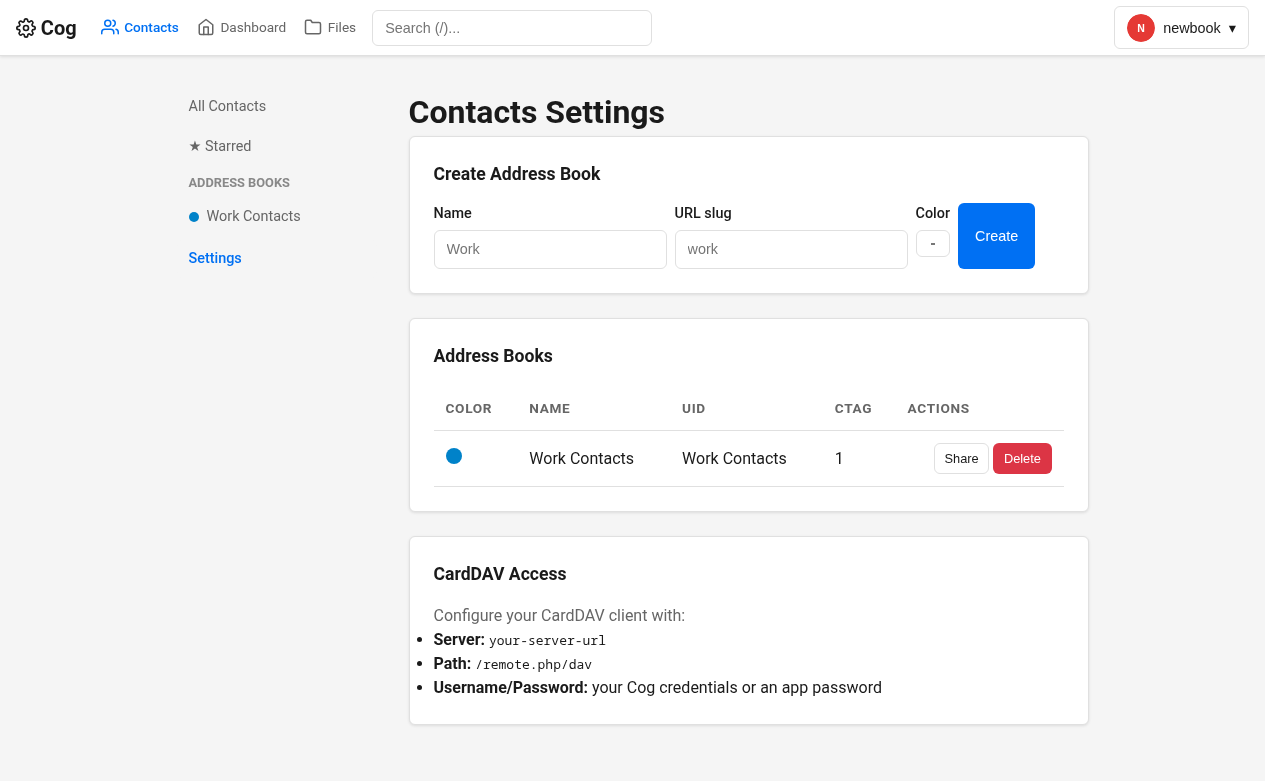 Cog Contacts Dashboard Files Search (/)... N newbook ▾
All Contacts
★ Starred
ADDRESS BOOKS
Work Contacts
Settings
Contacts Settings
Create Address Book
Name URL slug Color
Work work - Create
Address Books
COLOR NAME UID CTAG ACTIONS
Work Contacts Work Contacts 1 Share Delete
CardDAV Access
Configure your CardDAV client with:
• Server: your-server-url
• Path: /remote.php/dav
• Username/Password: your Cog credentials or an app password